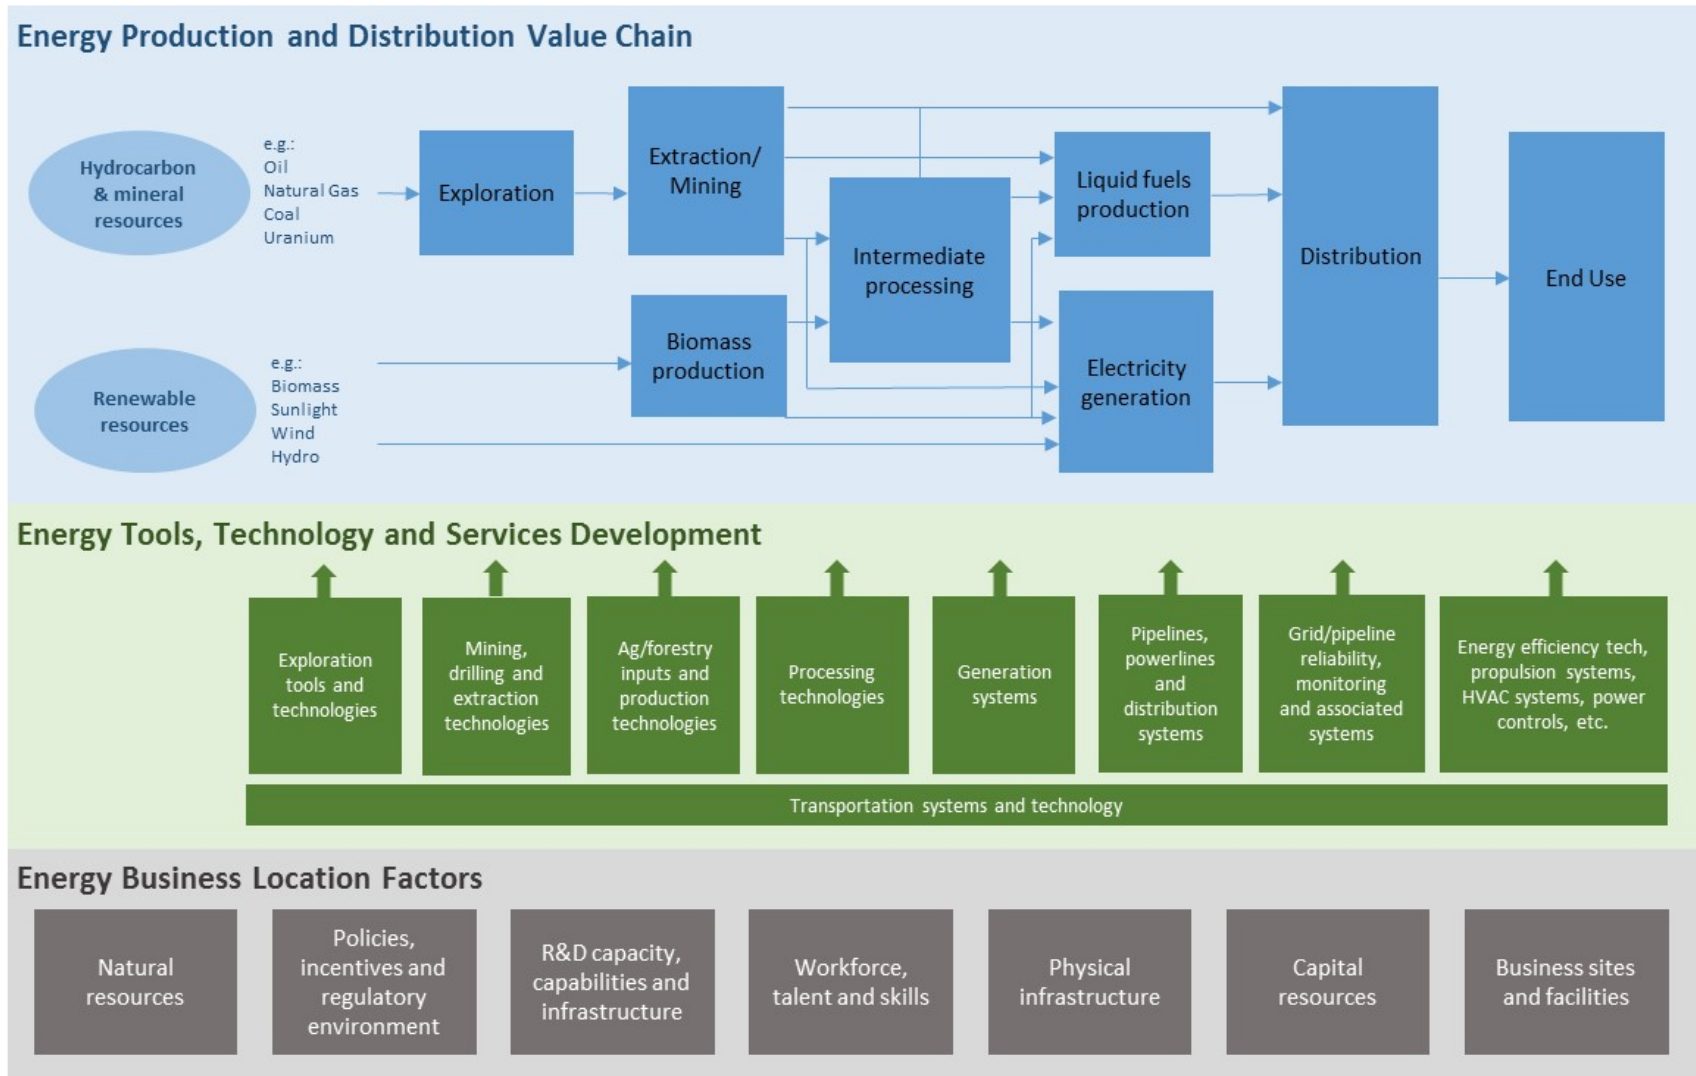 Energy Production and Distribution Value Chain
Hydrocarbon
& mineral
resources
e.g.:
Oil
Natural Gas
Coal
Uranium
Exploration
Extraction/
Mining
Intermediate
processing
Liquid fuels
production
Distribution
End Use
Renewable
resources
e.g.:
Biomass
Sunlight
Wind
Hydro
Biomass
production
Electricity
generation
Energy Tools, Technology and Services Development
Exploration
tools and
technologies
Mining,
drilling and
extraction
technologies
Ag/forestry
inputs and
production
technologies
Processing
technologies
Generation
systems
Pipelines,
powerlines
and
distribution
systems
Grid/pipeline
reliability,
monitoring
and associated
systems
Energy efficiency tech,
propulsion systems,
HVAC systems, power
controls, etc.
Transportation systems and technology
Energy Business Location Factors
Natural
resources
Policies,
incentives and
regulatory
environment
R&D capacity,
capabilities and
infrastructure
Workforce,
talent and skills
Physical
infrastructure
Capital
resources
Business sites
and facilities